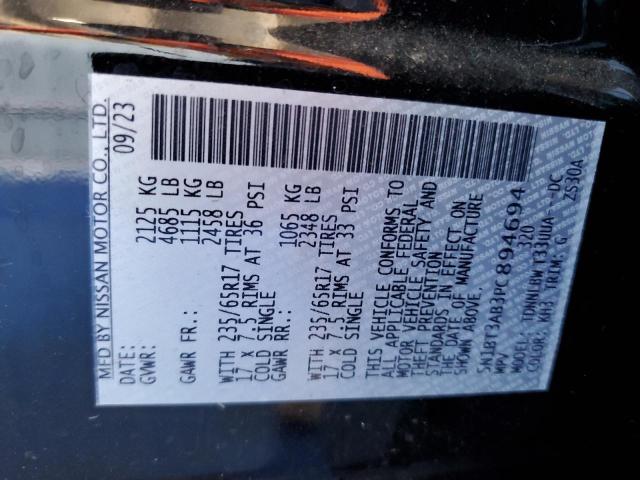 MFD BY NISSAN MOTOR CO., LTD.
DATE: 09/23
GVWR: 2125 KG
4685 LB
GAWR FR.: 1115 KG
2458 LB
WITH 235/65R17 TIRES
17 X 7.5 RIMS AT 36 PSI
COLD SINGLE
GAWR RR.: 1065 KG
2348 LB
WITH 235/65R17 TIRES
17 X 7.5 RIMS AT 33 PSI
COLD SINGLE
THIS VEHICLE CONFORMS TO
ALL APPLICABLE FEDERAL
MOTOR VEHICLE SAFETY AND
THEFT PREVENTION
STANDARDS IN EFFECT ON
THE DATE OF MANUFACTURE
SHOWN ABOVE.
5N1BT3AB3PC894694
MPV 320
MODEL: DC
COLOR: KH3 TRIM: G ZS30A